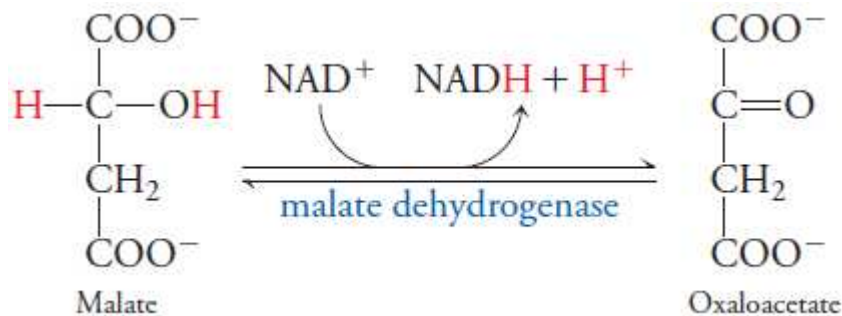 COO⁻
H—C—OH
CH₂
COO⁻
Malate
NAD⁺ NADH + H⁺
malate dehydrogenase
COO⁻
C=O
CH₂
COO⁻
Oxaloacetate